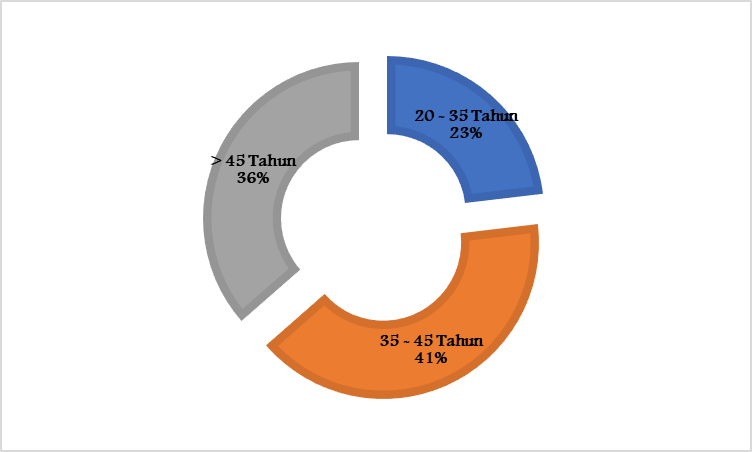 20 - 35 Tahun
23%
> 45 Tahun
36%
35 - 45 Tahun
41%